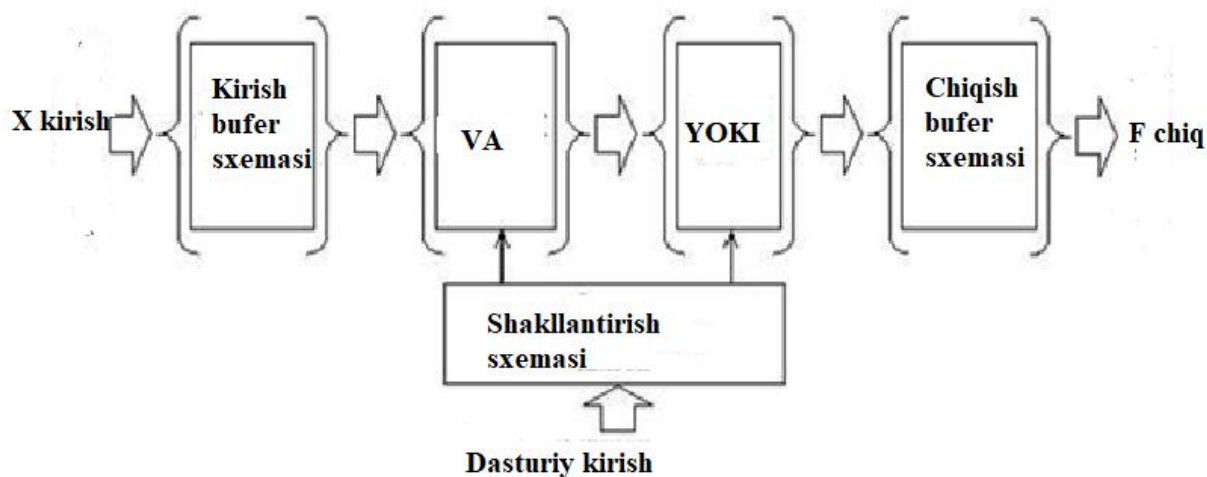 X kirish
Kirish
bufer
sxemasi
VA
YOKI
Chiqish
bufer
sxemasi
F chiq
Shakllantirish
sxemasi
Dasturiy kirish